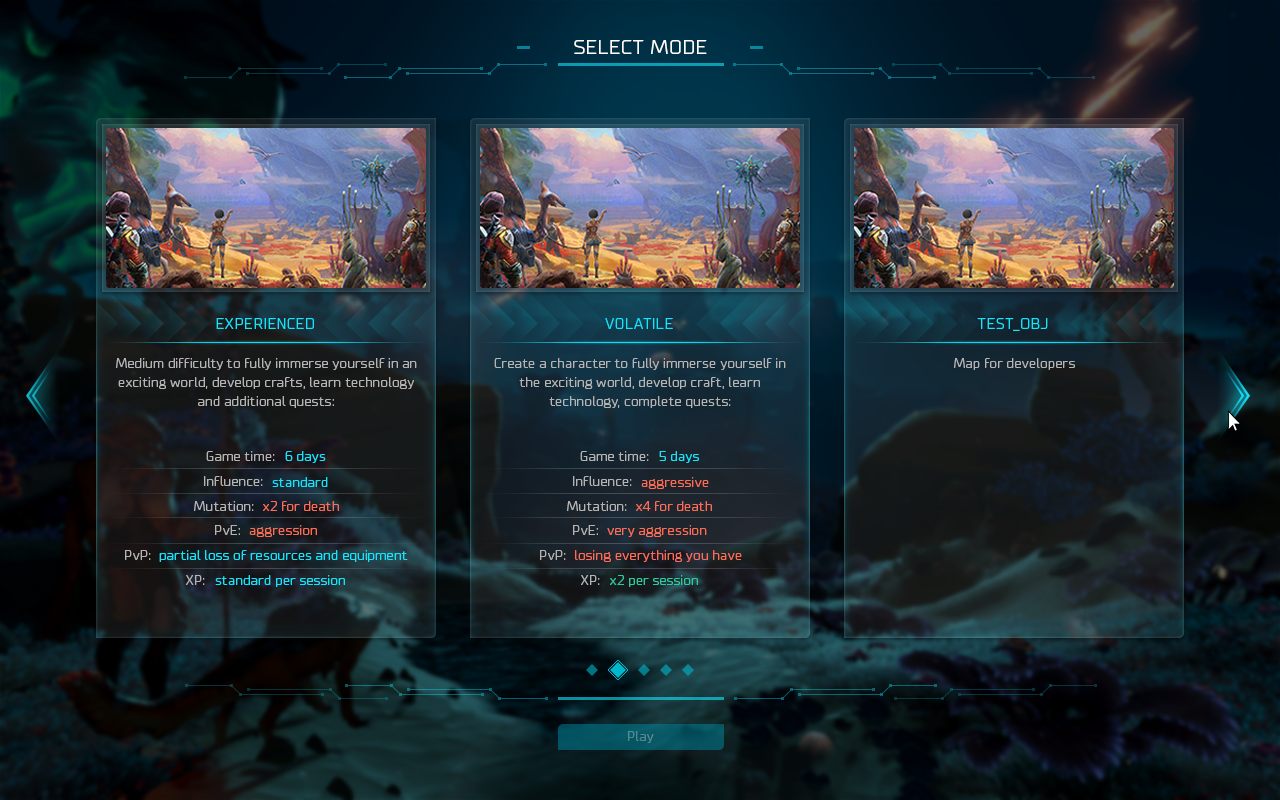 SELECT MODE
EXPERIENCED
Medium difficulty to fully immerse yourself in an
exciting world, develop crafts, learn technology
and additional quests:
Game time: 6 days
Influence: standard
Mutation: x2 for death
PvE: aggression
PvP: partial loss of resources and equipment
XP: standard per session
VOLATILE
Create a character to fully immerse yourself in
the exciting world, develop craft, learn
technology, complete quests:
Game time: 5 days
Influence: aggressive
Mutation: x4 for death
PvE: very aggression
PvP: losing everything you have
XP: x2 per session
TEST_OBJ
Map for developers
Play